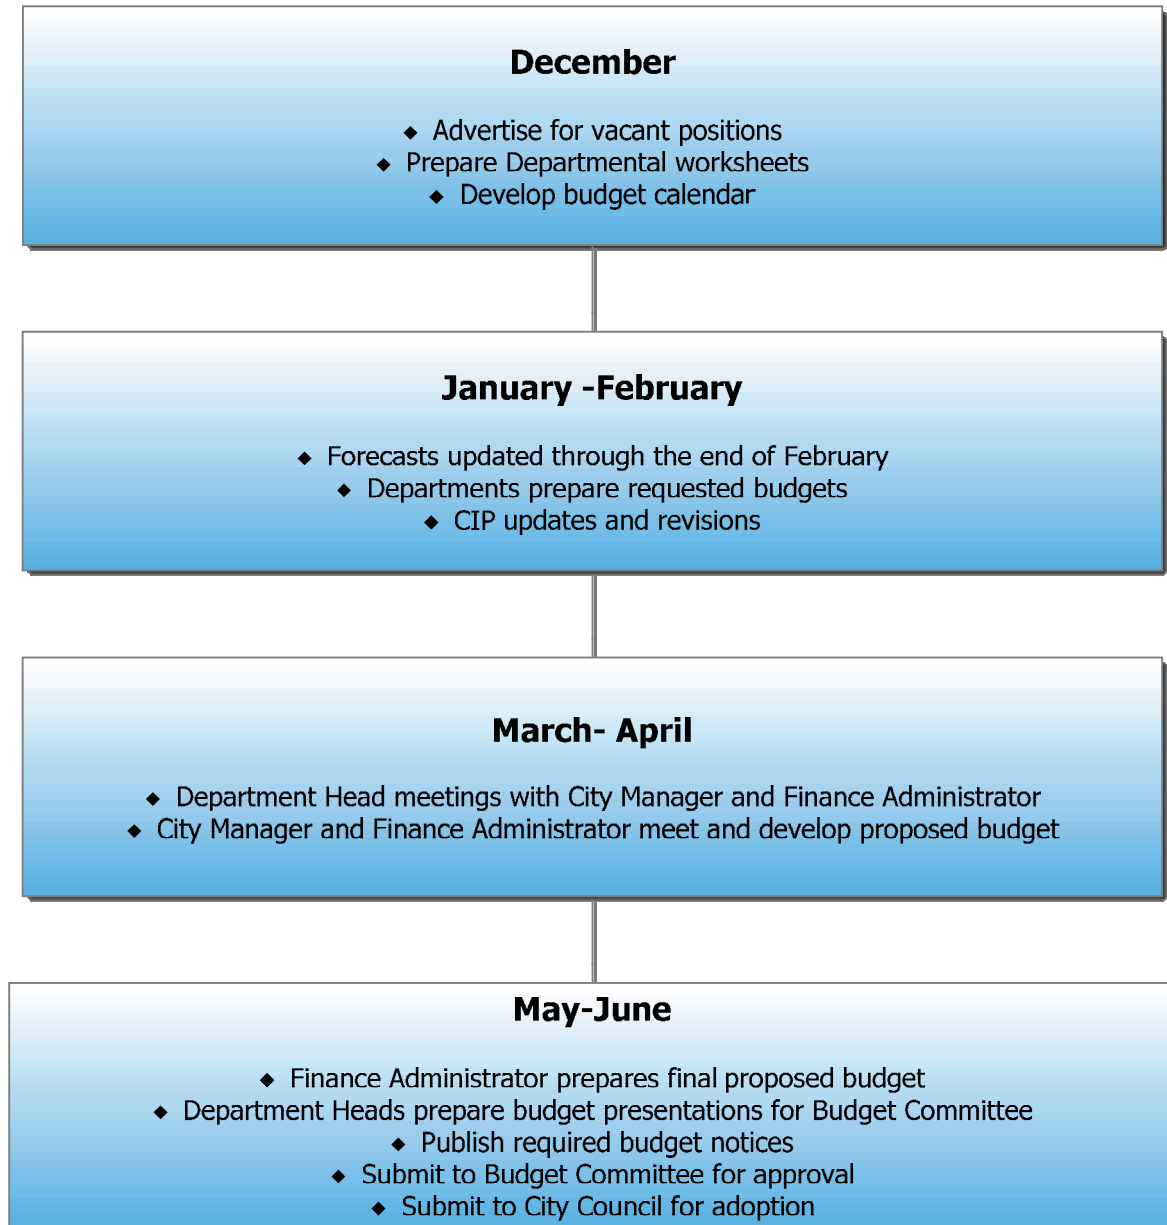 December
◆ Advertise for vacant positions
◆ Prepare Departmental worksheets
◆ Develop budget calendar
January -February
◆ Forecasts updated through the end of February
◆ Departments prepare requested budgets
◆ CIP updates and revisions
March- April
◆ Department Head meetings with City Manager and Finance Administrator
◆ City Manager and Finance Administrator meet and develop proposed budget
May-June
◆ Finance Administrator prepares final proposed budget
◆ Department Heads prepare budget presentations for Budget Committee
◆ Publish required budget notices
◆ Submit to Budget Committee for approval
◆ Submit to City Council for adoption